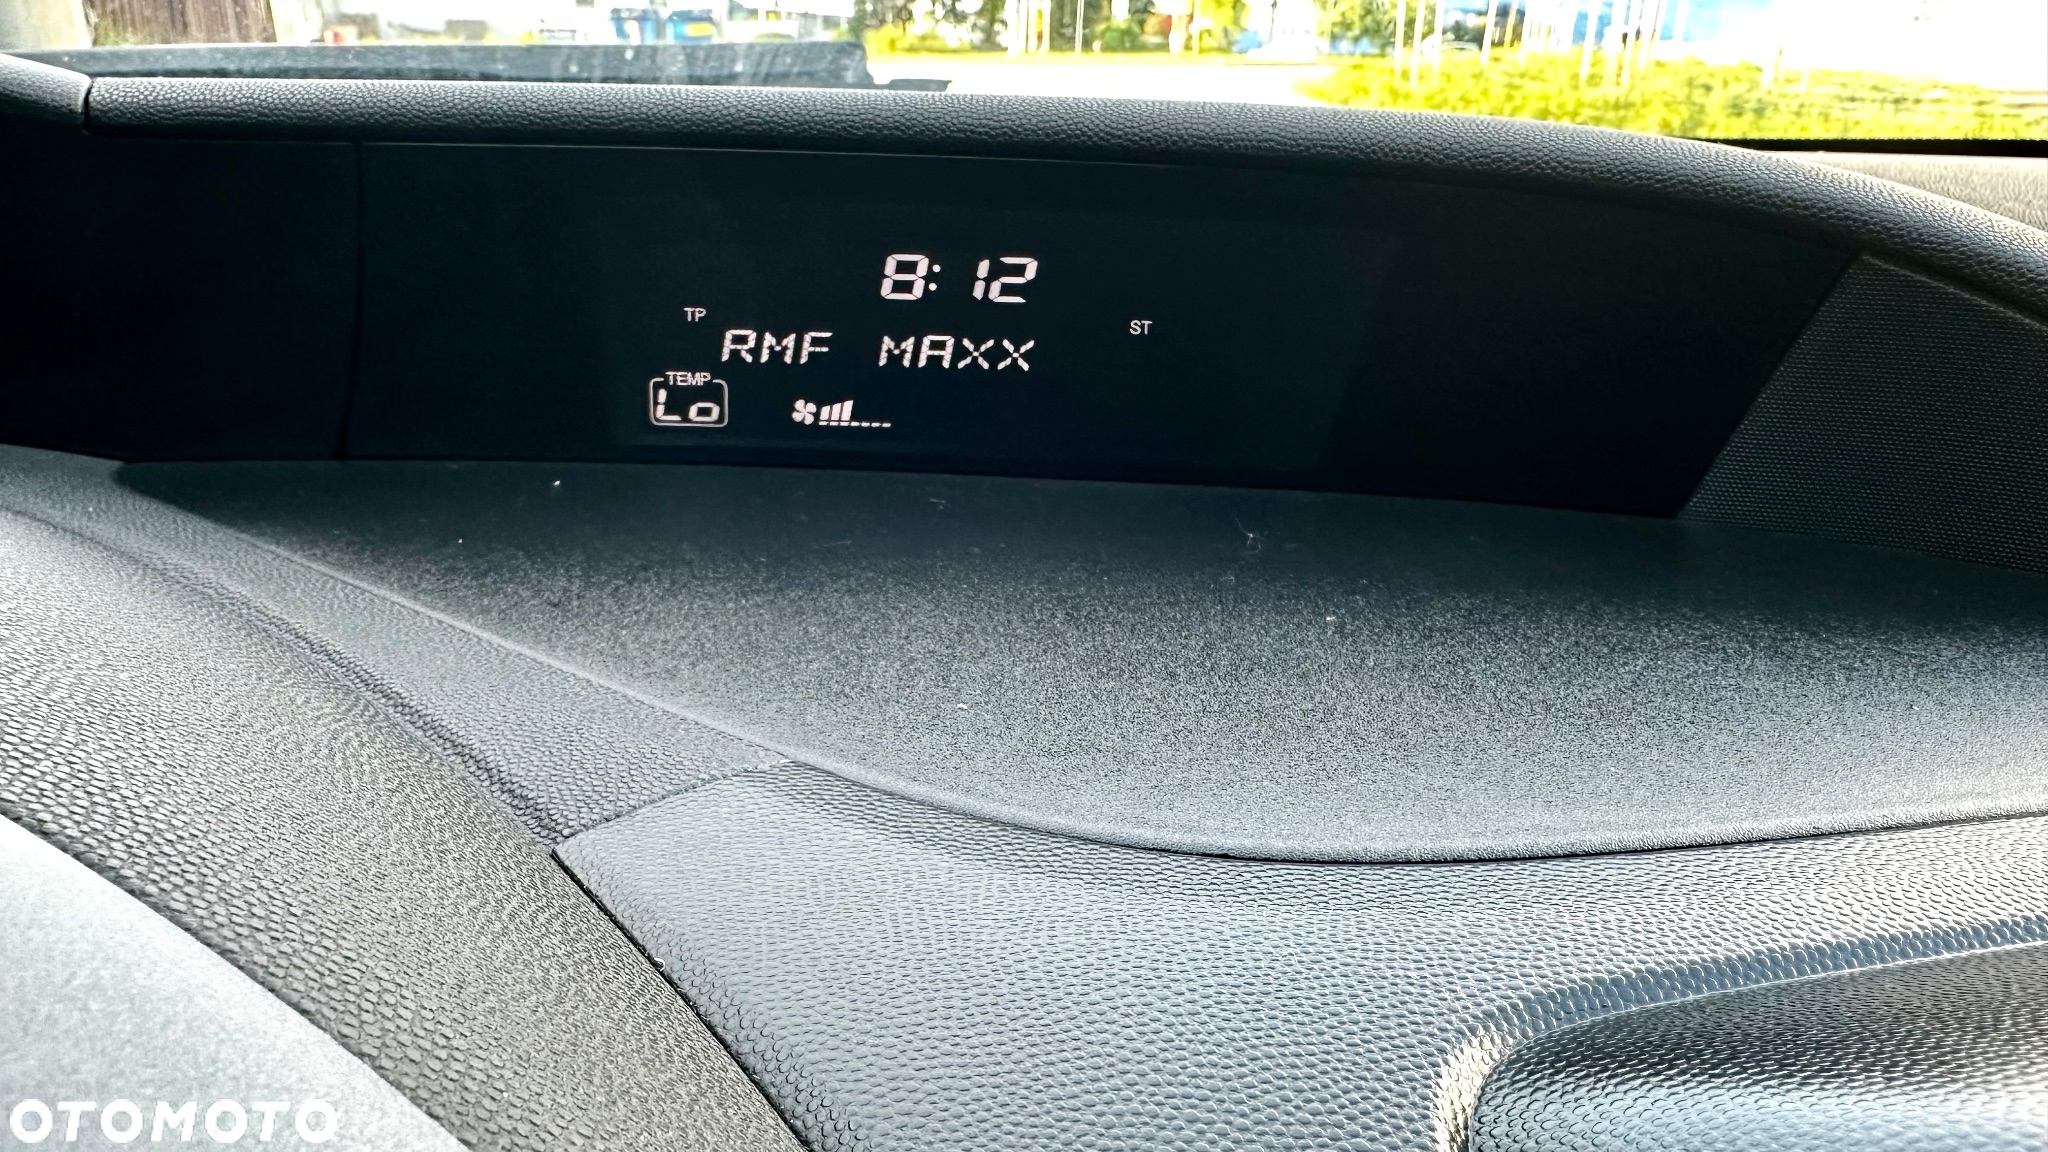 8:12
TP
ST
RMF MAXX
TEMP
Lo
OTOMOTO